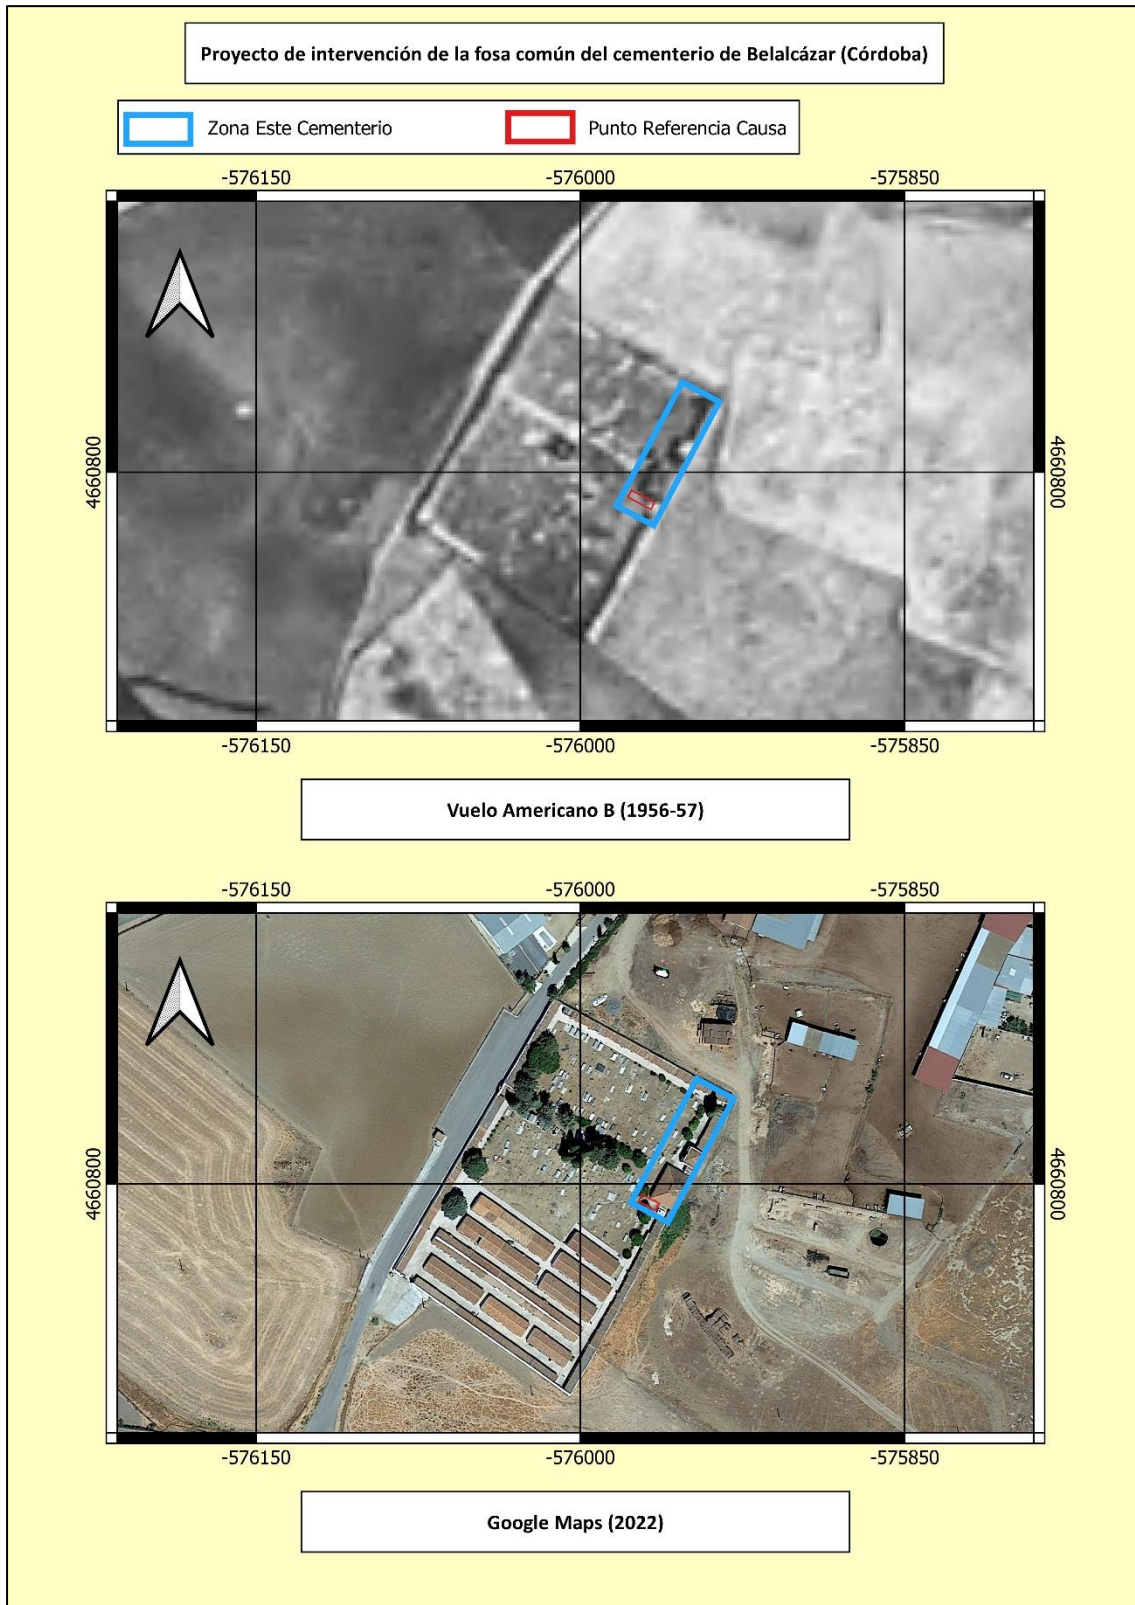 Proyecto de intervención de la fosa común del cementerio de Belalcázar (Córdoba)
Zona Este Cementerio
Punto Referencia Causa
-576150 -576000 -575850
4660800 4660800
-576150 -576000 -575850
Vuelo Americano B (1956-57)
-576150 -576000 -575850
4660800 4660800
-576150 -576000 -575850
Google Maps (2022)